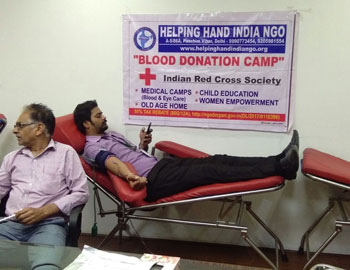 HELPING HAND INDIA NGO
www.helpinghandindiango.org
"BLOOD DONATION CAMP"
Indian Red Cross Society
• MEDICAL CAMPS
(Blood & Eye Care)
• OLD AGE HOME
• CHILD EDUCATION
• WOMEN EMPOWERMENT